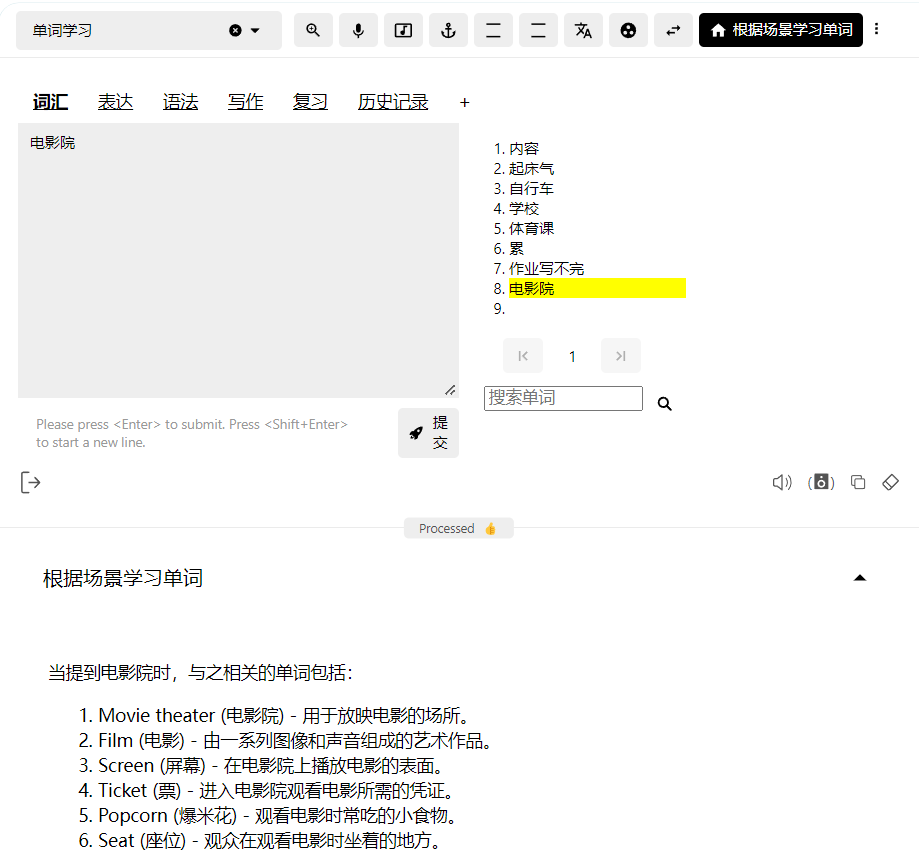 单词学习
根据场景学习单词
词汇 表达 语法 写作 复习 历史记录 +
电影院
1. 内容
2. 起床气
3. 自行车
4. 学校
5. 体育课
6. 累
7. 作业写不完
8. 电影院
9.
1
搜索单词
Please press <Enter> to submit. Press <Shift+Enter>
to start a new line.
提
交
Processed 👍
根据场景学习单词
当提到电影院时，与之相关的单词包括：
1. Movie theater (电影院) - 用于放映电影的场所。
2. Film (电影) - 由一系列图像和声音组成的艺术作品。
3. Screen (屏幕) - 在电影院上播放电影的表面。
4. Ticket (票) - 进入电影院观看电影所需的凭证。
5. Popcorn (爆米花) - 观看电影时常吃的小食物。
6. Seat (座位) - 观众在观看电影时坐着的地方。